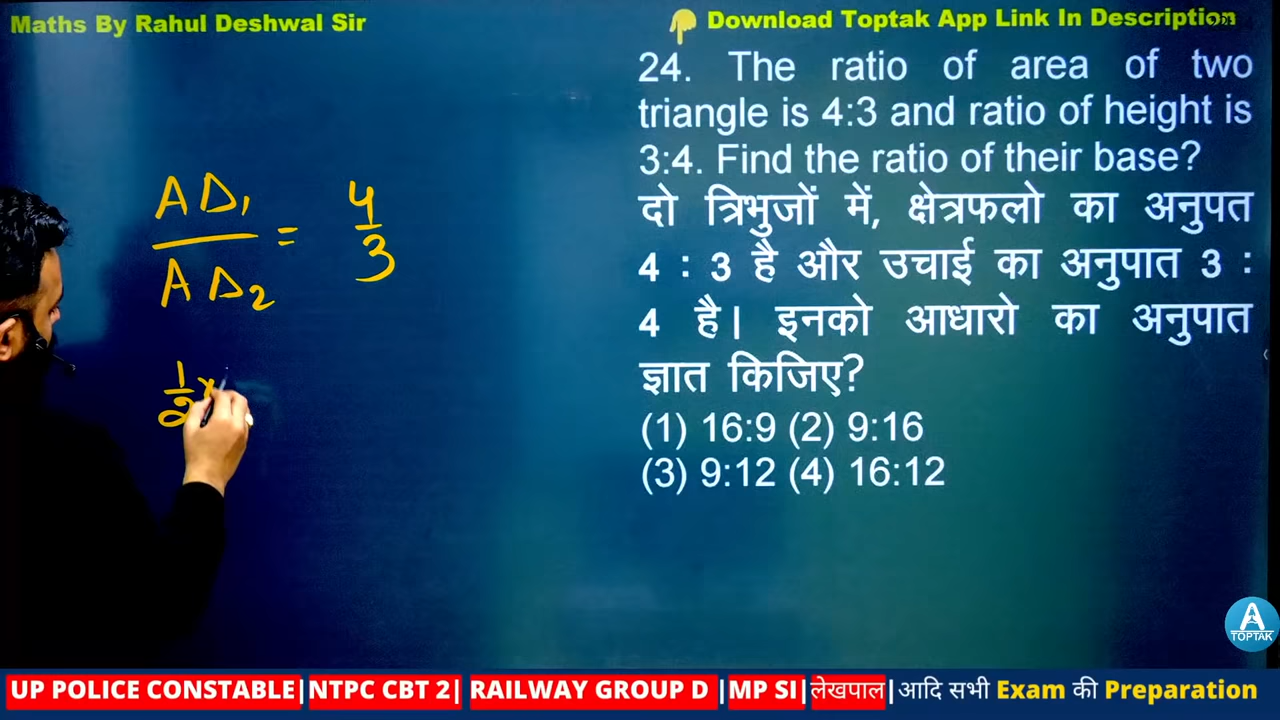 Maths By Rahul Deshwal Sir
Download Toptak App Link In Description
24. The ratio of area of two
triangle is 4:3 and ratio of height is
3:4. Find the ratio of their base?
दो त्रिभुजों में, क्षेत्रफलो का अनुपत
4 : 3 है और उचाई का अनुपात 3 :
4 है। इनको आधारो का अनुपात
ज्ञात किजिए?
(1) 16:9 (2) 9:16
(3) 9:12 (4) 16:12
A Δ1 / A Δ2 = 4/3
1/2 ×
A
TOPTAK
UP POLICE CONSTABLE| NTPC CBT 2| RAILWAY GROUP D |MP SI|लेखपाल|आदि सभी Exam की Preparation